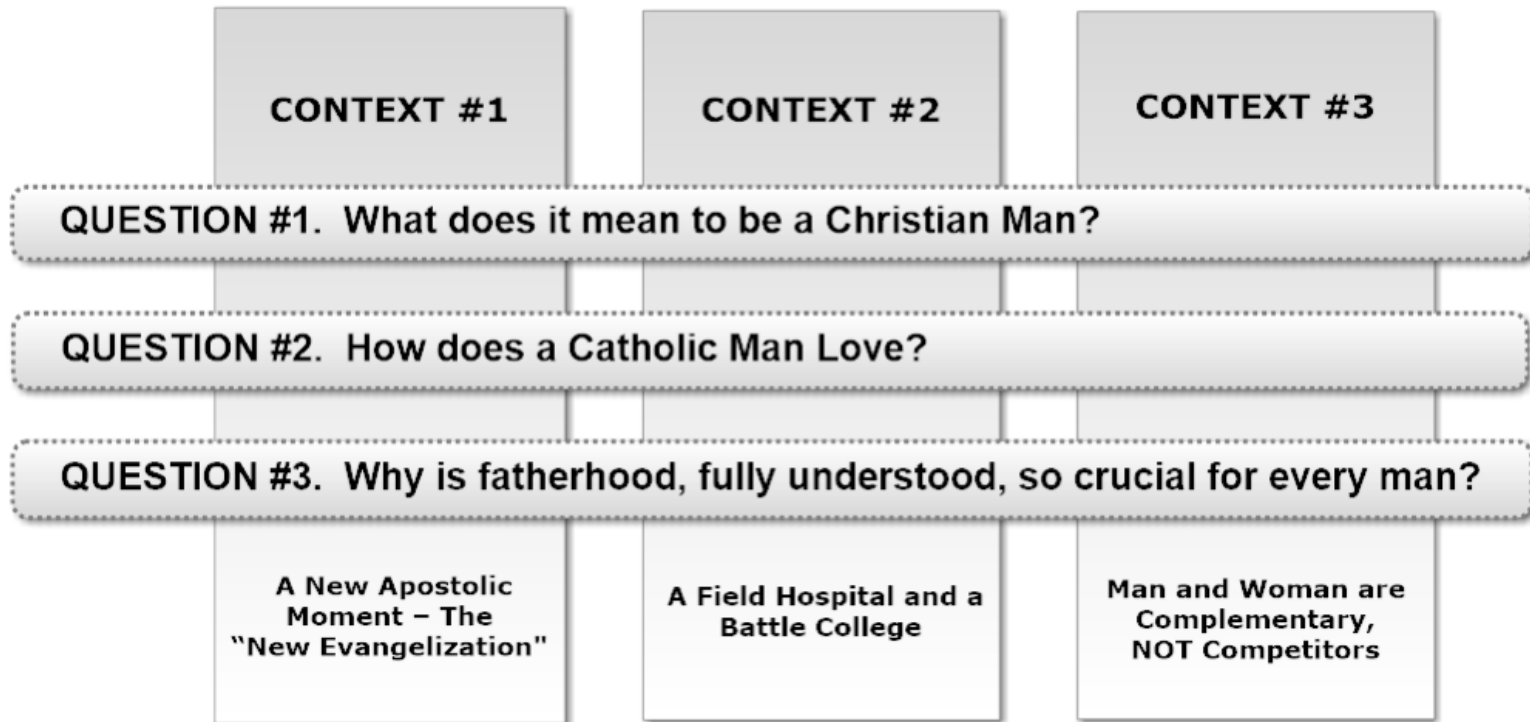 CONTEXT #1
CONTEXT #2
CONTEXT #3
QUESTION #1.  What does it mean to be a Christian Man?
QUESTION #2.  How does a Catholic Man Love?
QUESTION #3.  Why is fatherhood, fully understood, so crucial for every man?
A New Apostolic
Moment – The
“New Evangelization"
A Field Hospital and a
Battle College
Man and Woman are
Complementary,
NOT Competitors